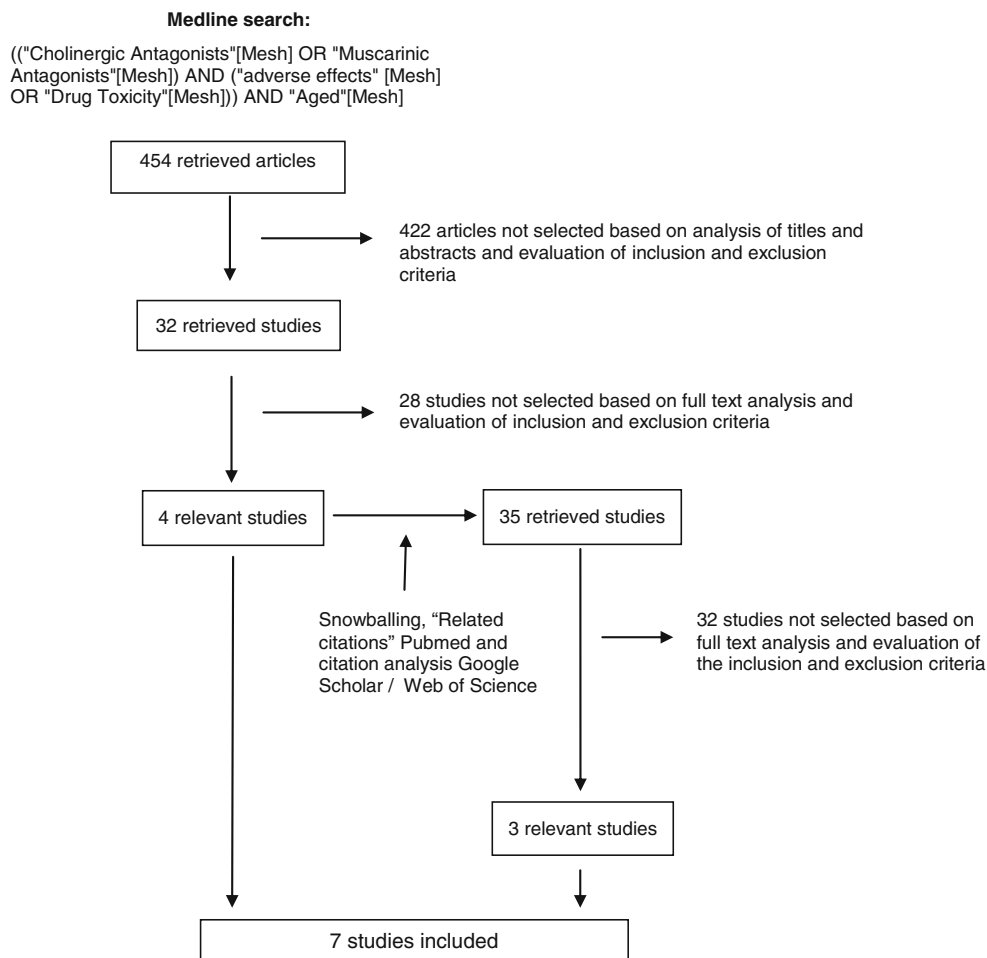 Medline search:
(("Cholinergic Antagonists"[Mesh] OR "Muscarinic
Antagonists"[Mesh]) AND ("adverse effects" [Mesh]
OR "Drug Toxicity"[Mesh])) AND "Aged"[Mesh]
454 retrieved articles
422 articles not selected based on analysis of titles and
abstracts and evaluation of inclusion and exclusion
criteria
32 retrieved studies
28 studies not selected based on full text analysis and
evaluation of inclusion and exclusion criteria
4 relevant studies
35 retrieved studies
Snowballing, “Related
citations” Pubmed and
citation analysis Google
Scholar / Web of Science
32 studies not selected based on
full text analysis and evaluation of
the inclusion and exclusion criteria
3 relevant studies
7 studies included